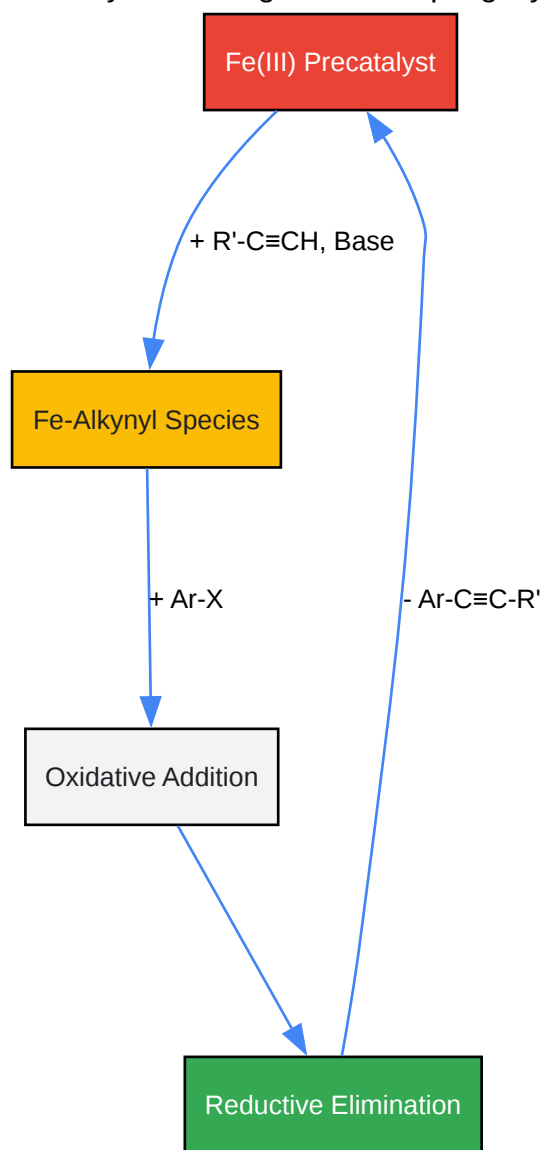 Fe(III) Precatalyst
+ R'-C≡CH, Base
Fe-Alkynyl Species
+ Ar-X
- Ar-C≡C-R'
Oxidative Addition
Reductive Elimination